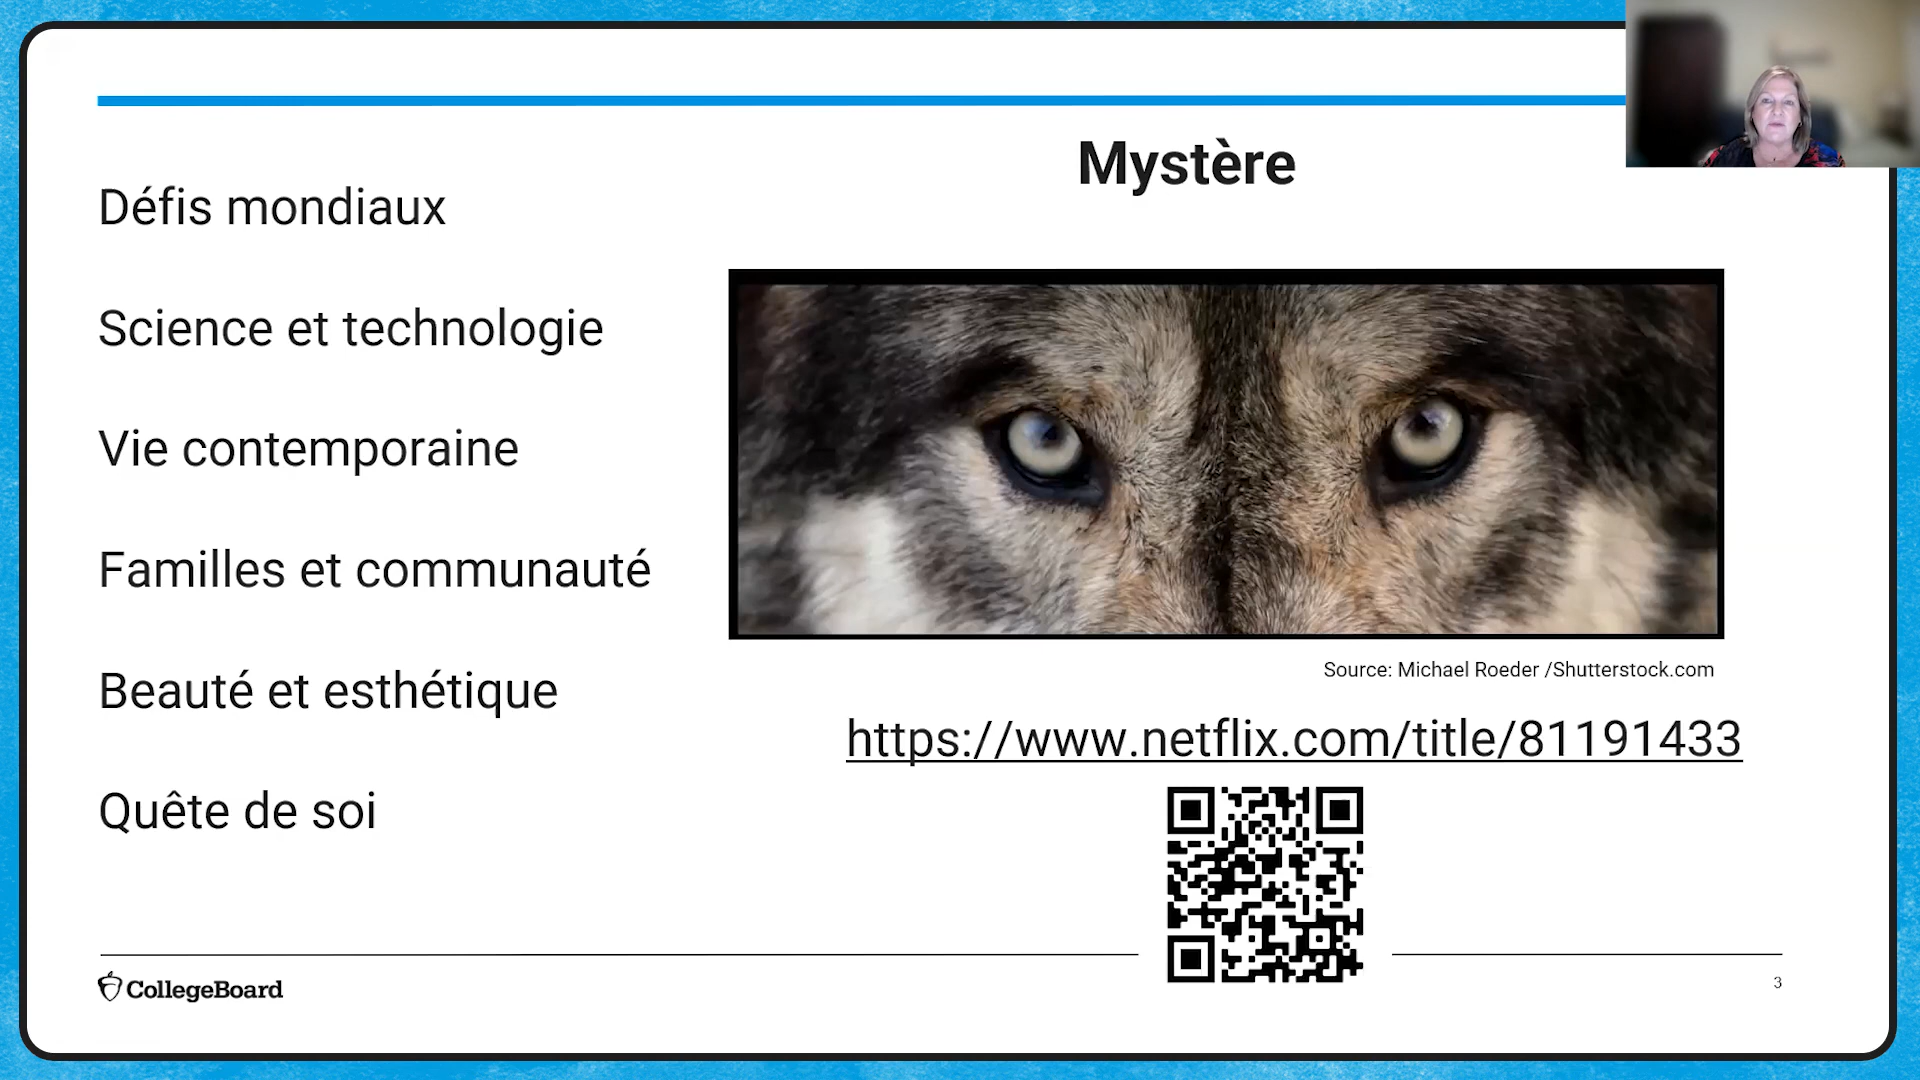 Mystère
Défis mondiaux
Science et technologie
Vie contemporaine
Familles et communauté
Beauté et esthétique
Quête de soi
Source: Michael Roeder /Shutterstock.com
https://www.netflix.com/title/81191433
CollegeBoard
3